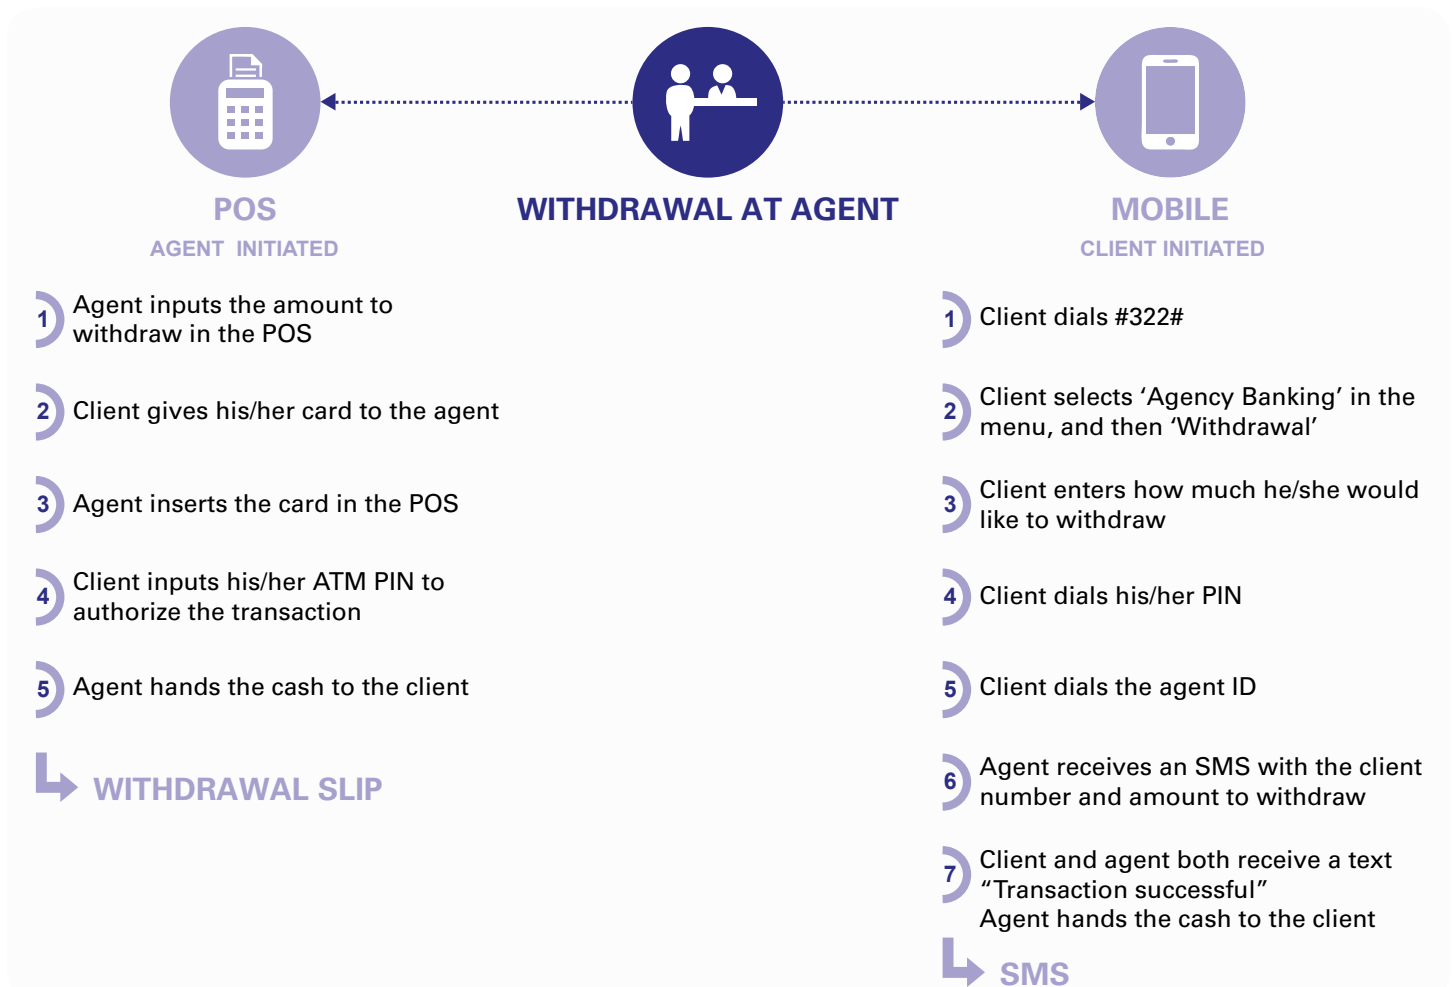 POS
AGENT INITIATED
WITHDRAWAL AT AGENT
MOBILE
CLIENT INITIATED
1
Agent inputs the amount to
withdraw in the POS
2
Client gives his/her card to the agent
3
Agent inserts the card in the POS
4
Client inputs his/her ATM PIN to
authorize the transaction
5
Agent hands the cash to the client
WITHDRAWAL SLIP
1
Client dials #322#
2
Client selects ‘Agency Banking’ in the
menu, and then ‘Withdrawal’
3
Client enters how much he/she would
like to withdraw
4
Client dials his/her PIN
5
Client dials the agent ID
6
Agent receives an SMS with the client
number and amount to withdraw
7
Client and agent both receive a text
“Transaction successful”
Agent hands the cash to the client
SMS